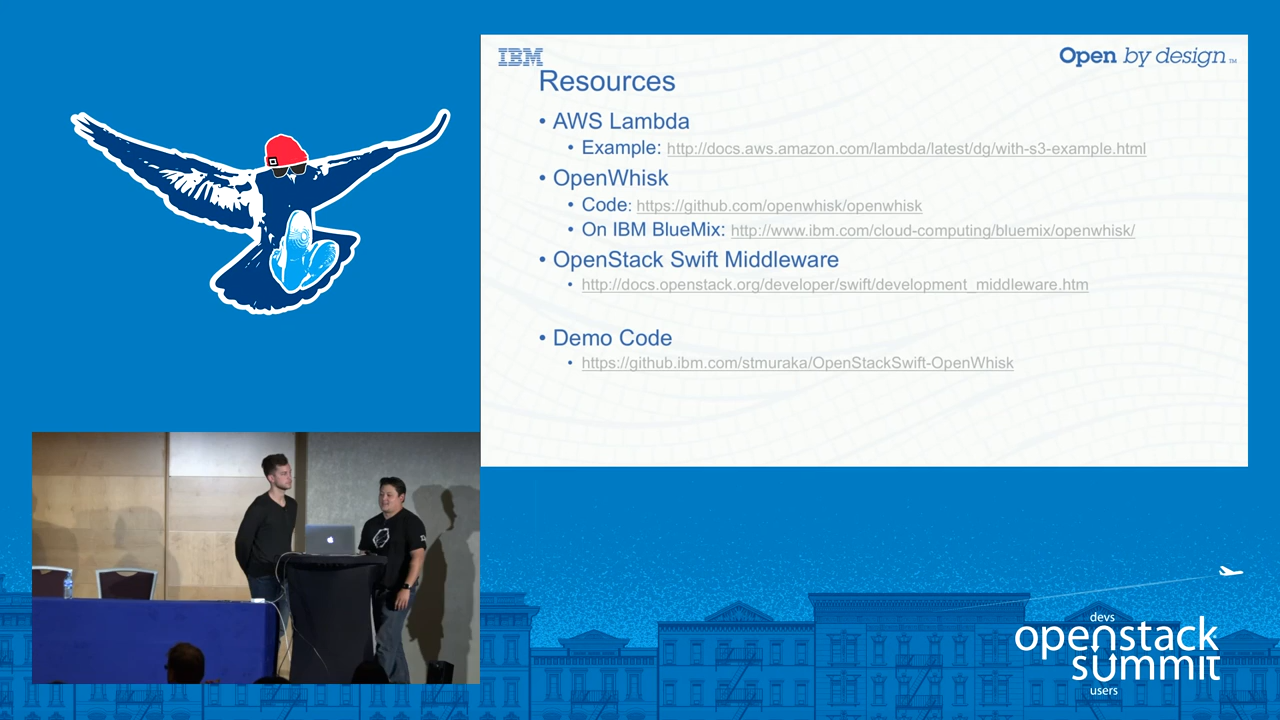 IBM
Open by design™
Resources
• AWS Lambda
• Example: http://docs.aws.amazon.com/lambda/latest/dg/with-s3-example.html
• OpenWhisk
• Code: https://github.com/openwhisk/openwhisk
• On IBM BlueMix: http://www.ibm.com/cloud-computing/bluemix/openwhisk/
• OpenStack Swift Middleware
• http://docs.openstack.org/developer/swift/development_middleware.htm
• Demo Code
• https://github.ibm.com/stmuraka/OpenStackSwift-OpenWhisk
devs
openstack
summit
users